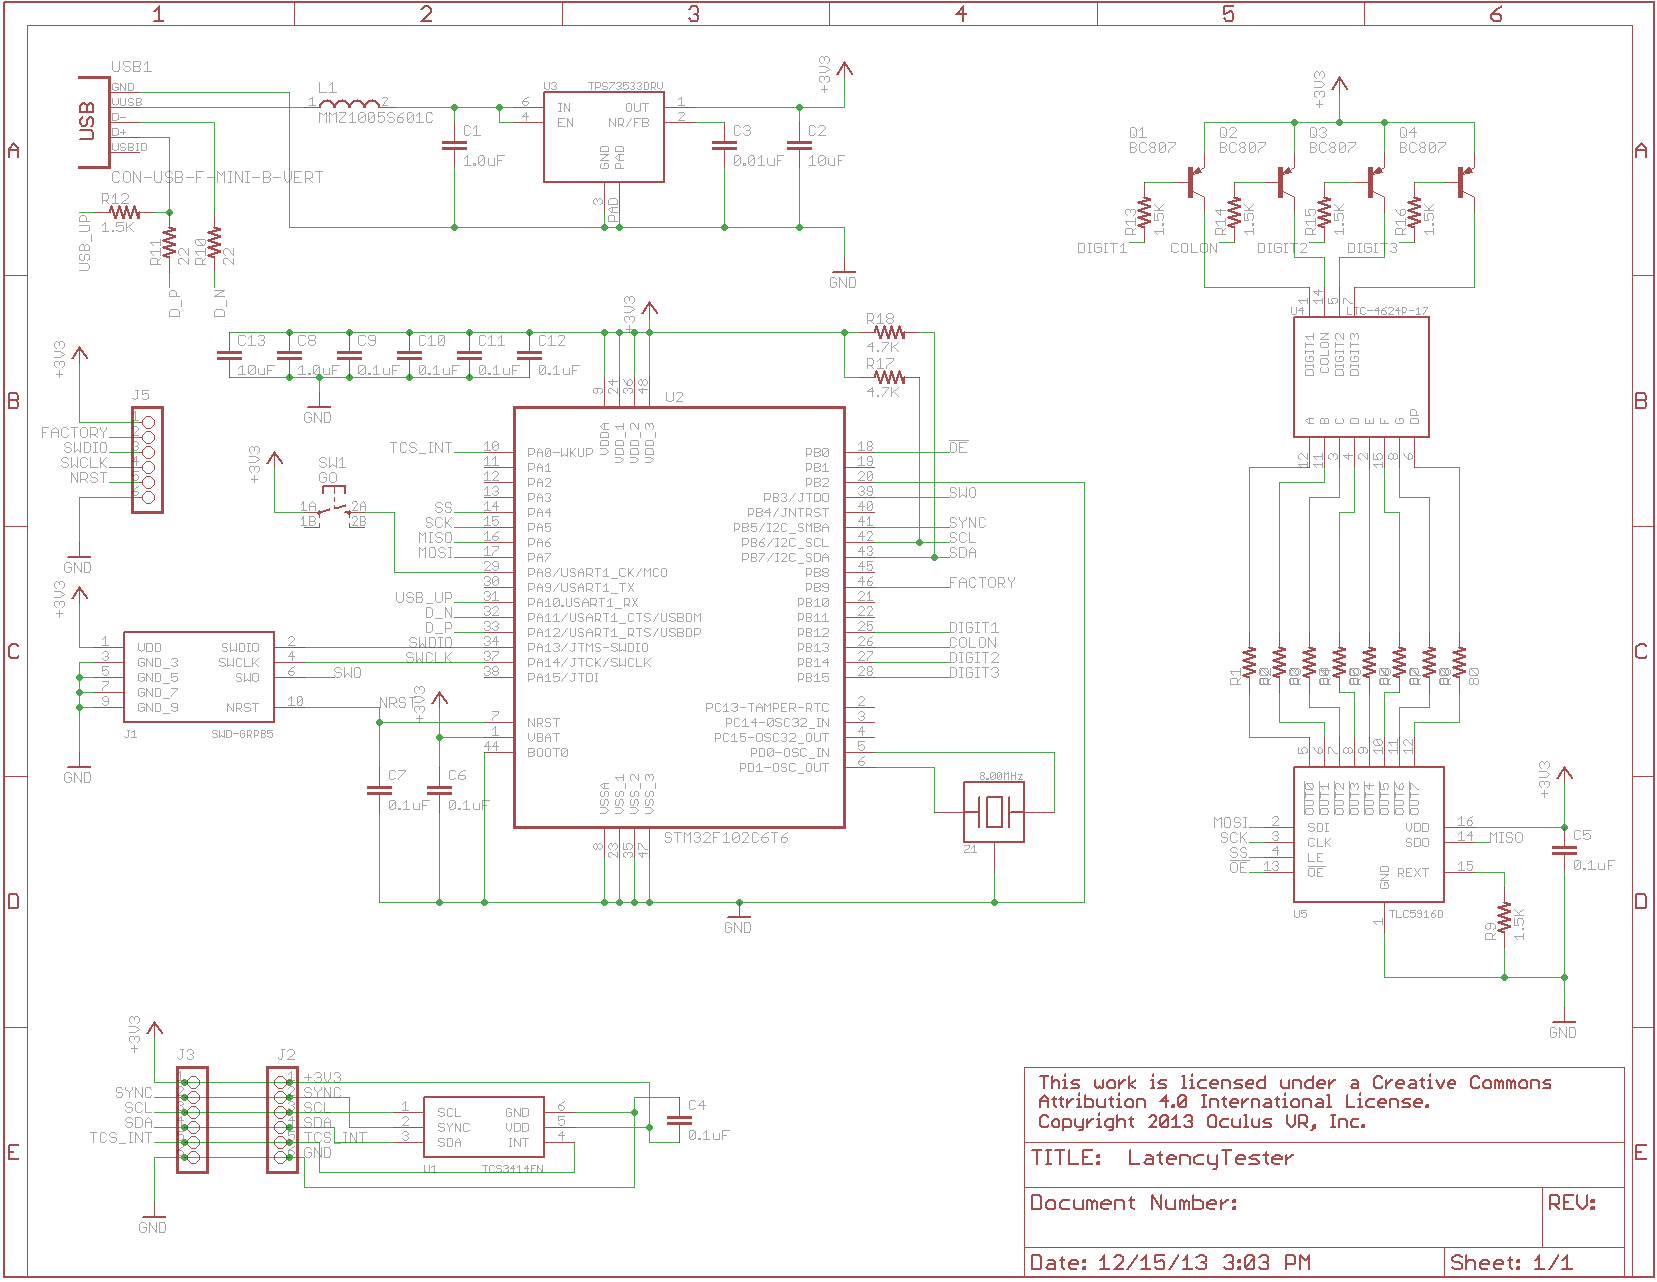 1 2 3 4 5 6
A
B
C
D
E
A
B
C
D
E
USB1
USB
GND
VUSB
D-
D+
USBID
CON-USB-F-MINI-B-VERT
R12
1.5K
USB_UP
R11
22
R10
22
D_P
D_N
L1
1 2
MMZ1005S601C
C1
1.0uF
U3 TPS73533DRV
6 IN OUT 1
4 EN NR/FB 2
GND
PAD
3
PAD
C3
0.01uF
C2
10uF
+3V3
GND
+3V3
Q1
BC807
Q2
BC807
Q3
BC807
Q4
BC807
R13
1.5K
R14
1.5K
R15
1.5K
R16
1.5K
DIGIT1 COLON DIGIT2 DIGIT3
1 14 5 7
U4 LTC-4624P-17
DIGIT1
COLON
DIGIT2
DIGIT3
A B C D E F G DP
12 11 3 4 2 15 8 6
+3V3
C13
10uF
C8
1.0uF
C9
0.1uF
C10
0.1uF
C11
0.1uF
C12
0.1uF
GND
R18
4.7K
R17
4.7K
+3V3
J5
1
FACTORY 2
SWDIO 3
SWCLK 4
NRST 5
6
GND
+3V3
SW1
GO
1A 2A
1B 2B
U2
9 24 36 48
VDDA
VDD_1
VDD_2
VDD_3
TCS_INT 10 PA0-WKUP
11 PA1
12 PA2
13 PA3
SS 14 PA4
SCK 15 PA5
MISO 16 PA6
MOSI 17 PA7
29 PA8/USART1_CK/MCO
30 PA9/USART1_TX
USB_UP 31 PA10.USART1_RX
D_N 32 PA11/USART1_CTS/USBDM
D_P 33 PA12/USART1_RTS/USBDP
SWDIO 34 PA13/JTMS-SWDIO
SWCLK 37 PA14/JTCK/SWCLK
38 PA15/JTDI
7 NRST
1 VBAT
44 BOOT0
PB0 18 OE
PB1 19
PB2 20
PB3/JTDO 39 SWO
PB4/JNTRST 40
PB5/I2C_SMBA 41 SYNC
PB6/I2C_SCL 42 SCL
PB7/I2C_SDA 43 SDA
PB8 45
PB9 46 FACTORY
PB10 21
PB11 22
PB12 25 DIGIT1
PB13 26 COLON
PB14 27 DIGIT2
PB15 28 DIGIT3
PC13-TAMPER-RTC 2
PC14-OSC32_IN 3
PC15-OSC32_OUT 4
PD0-OSC_IN 5
PD1-OSC_OUT 6
VSSA
VSS_1
VSS_2
VSS_3
8 23 35 47
STM32F102C6T6
8.00MHz
Z1
GND
+3V3
1 VDD SWDIO 2
3 GND_3 SWCLK 4
5 GND_5 SWO 6 SWO
7 GND_7
9 GND_9 NRST 10 NRST
J1 SWD-GRPB5
GND
+3V3
C7
0.1uF
C6
0.1uF
R1
80 80 80 80 80 80 80
5 6 7 8 9 10 11 12
OUT0
OUT1
OUT2
OUT3
OUT4
OUT5
OUT6
OUT7
MOSI 2 SDI VDD 16
SCK 3 CLK SDO 14 MISO
SS 4 LE
OE 13 OE REXT 15
GND
1
U5 TLC5916D
R9
1.5K
+3V3
C5
0.1uF
GND
+3V3
J3 J2
+3V3
SYNC SYNC
SCL SCL
SDA SDA
TCS_INT TCS_INT
GND
GND
1 SCL GND 6
2 SYNC VDD 5
3 SDA INT 4
U1 TCS3414FN
C4
0.1uF
This work is licensed under a Creative Commons
Attribution 4.0 International License.
Copyright 2013 Oculus VR, Inc.
TITLE: LatencyTester
Document Number:
REV:
Date: 12/15/13 3:03 PM
Sheet: 1/1